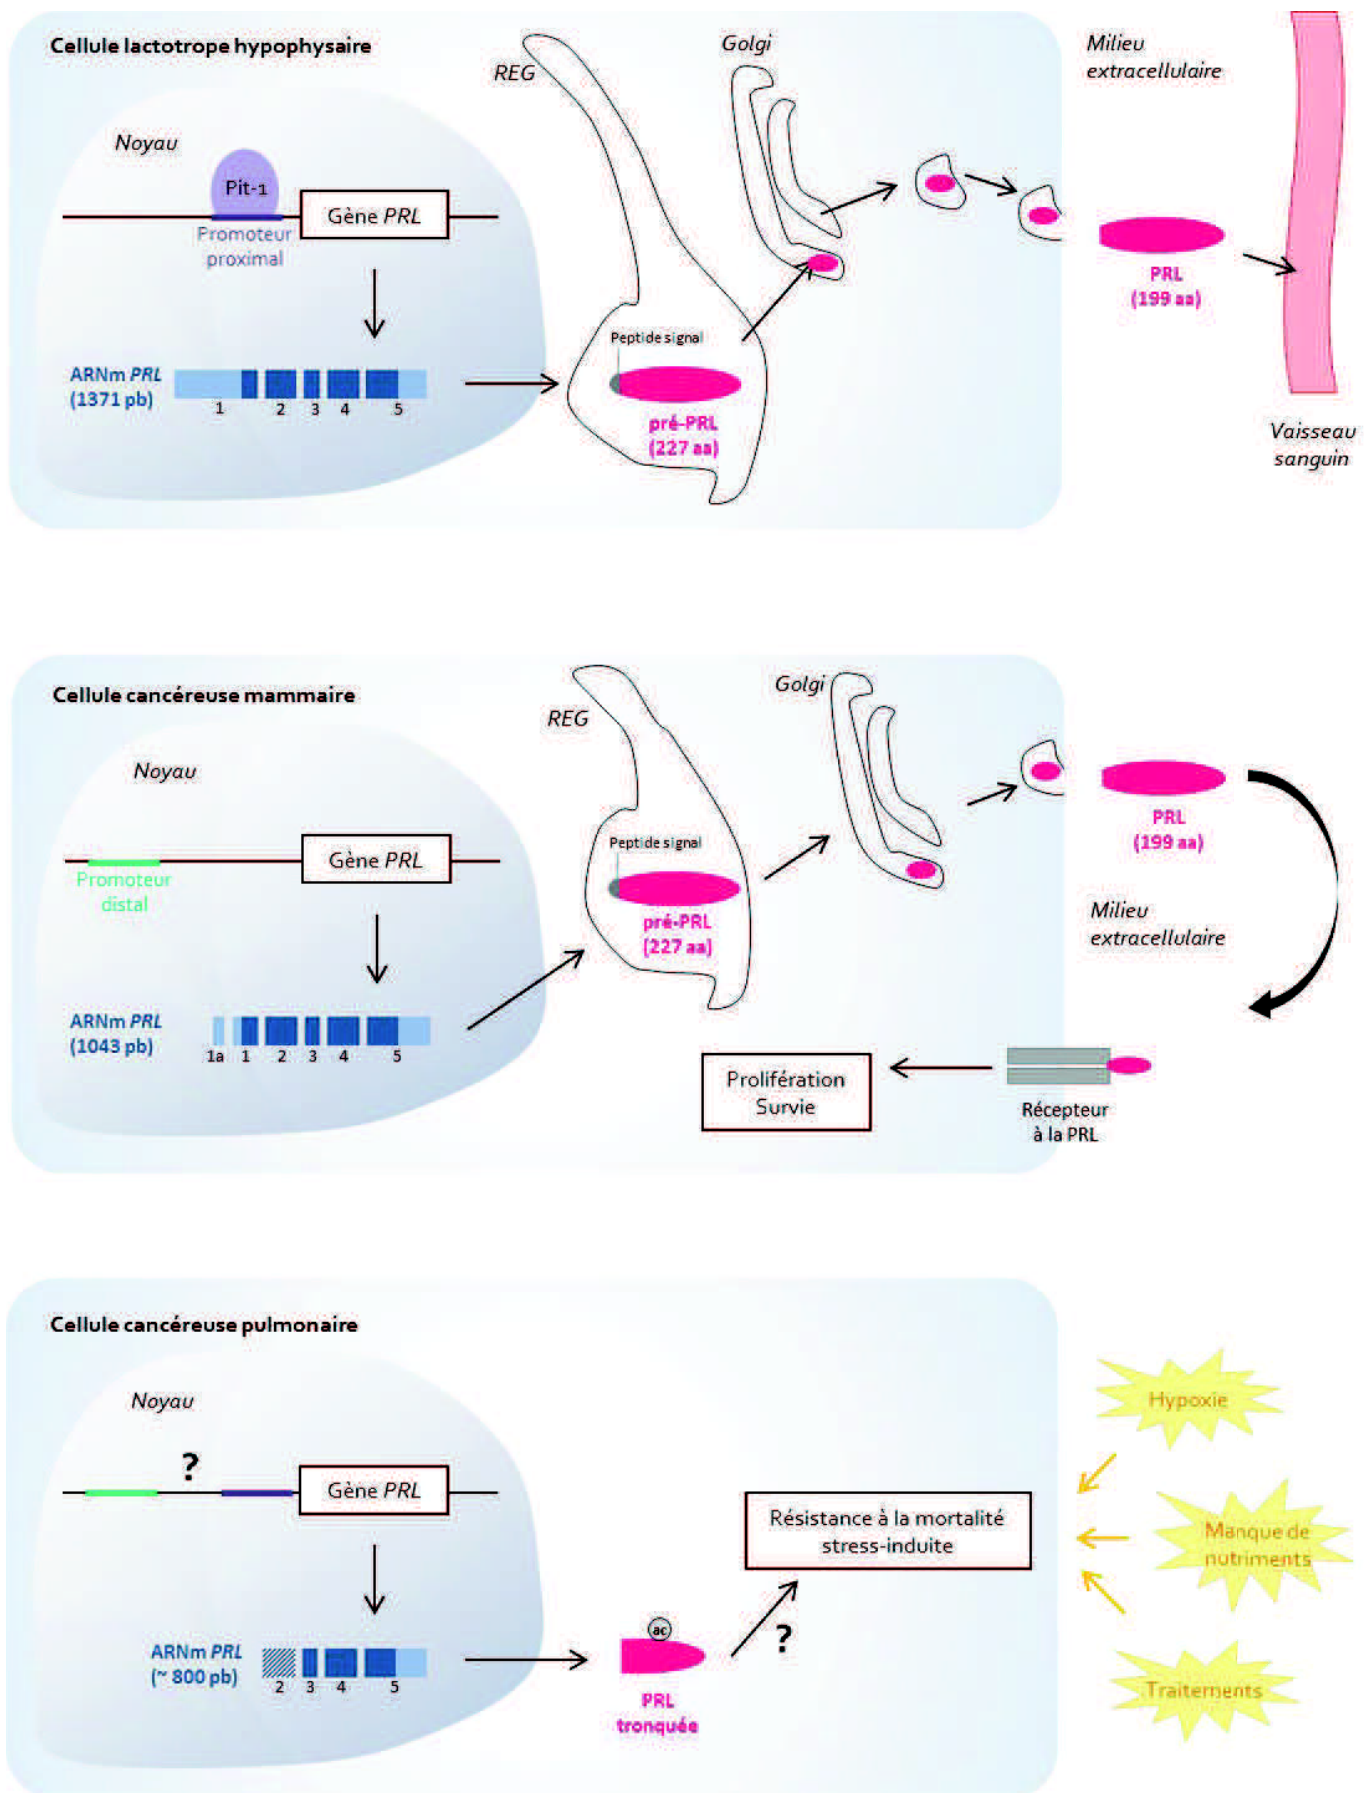 Cellule lactotrope hypophysaire
Noyau
Pit-1
Gène PRL
Promoteur
proximal
ARNm PRL
(1371 pb)
1
2
3
4
5
REG
Peptide signal
pré-PRL
(227 aa)
Golgi
Milieu
extracellulaire
PRL
(199 aa)
Vaisseau
sanguin
Cellule cancéreuse mammaire
Noyau
Gène PRL
Promoteur
distal
ARNm PRL
(1043 pb)
1a
1
2
3
4
5
REG
Peptide signal
pré-PRL
(227 aa)
Golgi
PRL
(199 aa)
Milieu
extracellulaire
Prolifération
Survie
Récepteur
à la PRL
Cellule cancéreuse pulmonaire
Noyau
?
Gène PRL
ARNm PRL
(~ 800 pb)
2
3
4
5
ac
PRL
tronquée
?
Résistance à la mortalité
stress-induite
Hypoxie
Manque de
nutriments
Traitements